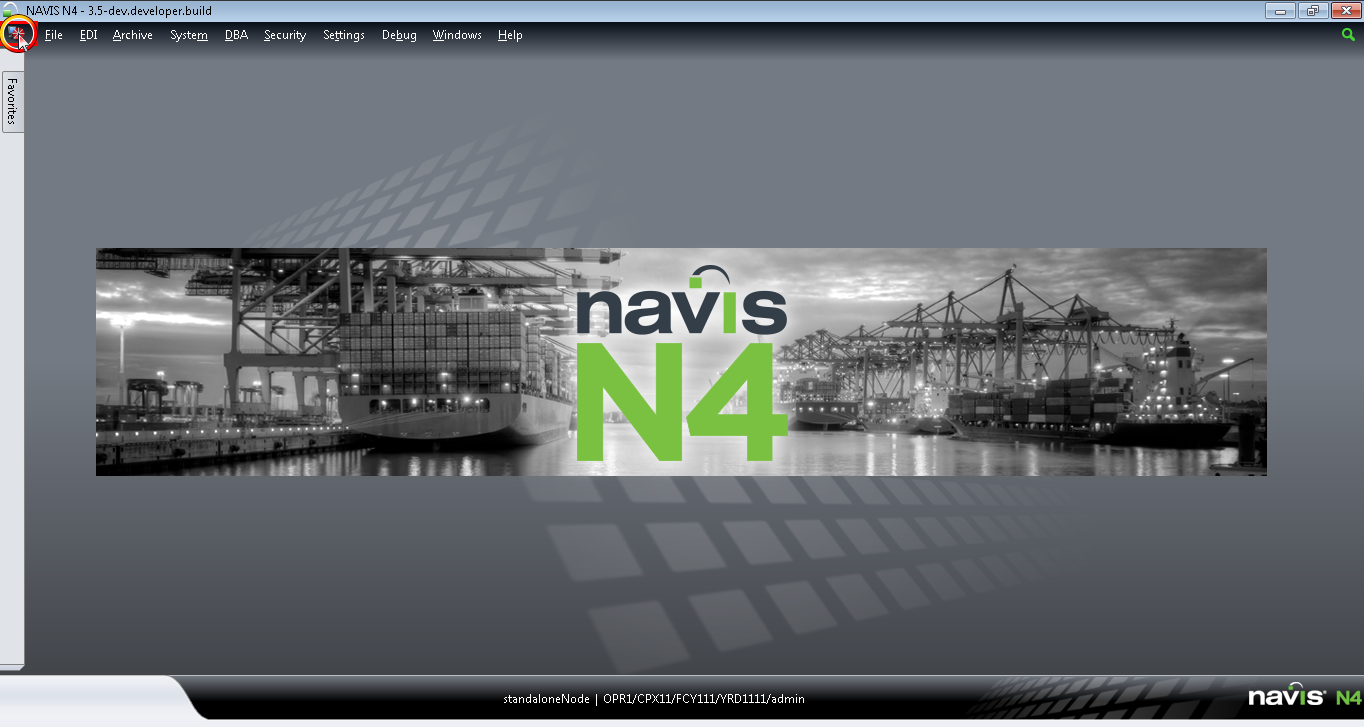 NAVIS N4 - 3.5-dev.developer.build
File EDI Archive System DBA Security Settings Debug Windows Help
Favorites
navis
N4
standaloneNode | OPR1/CPX11/FCY111/YRD1111/admin
navis N4